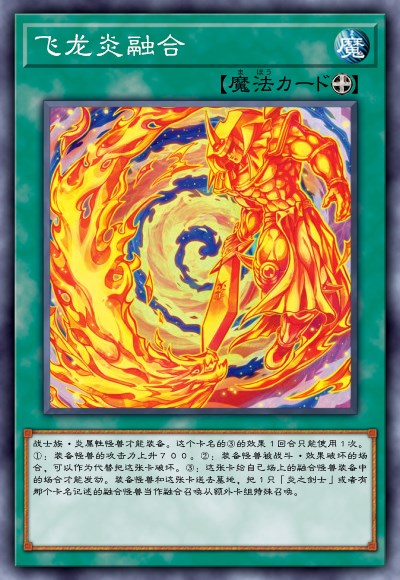 飞龙炎融合
魔
【魔法カード】
まほう
战士族·炎属性怪兽才能装备。这个卡名的③的效果1回合只能使用1次。
①：装备怪兽的攻击力上升700。②：装备怪兽被战斗·效果破坏的场
合，可以作为代替把这张卡破坏。③：这张卡给自己场上的融合怪兽装备中
的场合才能发动。装备怪兽和这张卡送去墓地，把1只「炎之剑士」或者有
那个卡名记述的融合怪兽当作融合召唤从额外卡组特殊召唤。